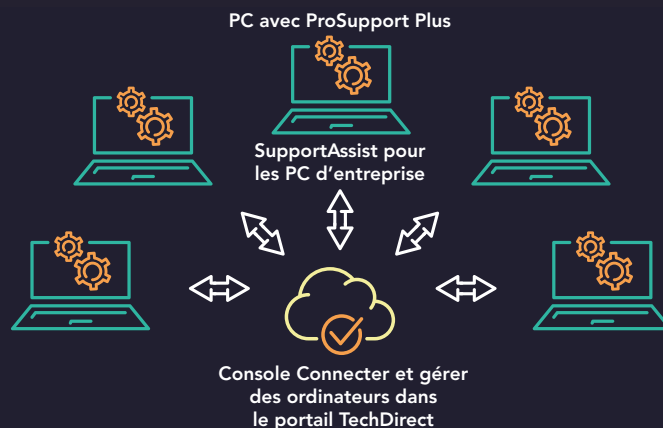 PC avec ProSupport Plus
SupportAssist pour
les PC d’entreprise
Console Connecter et gérer
des ordinateurs dans
le portail TechDirect